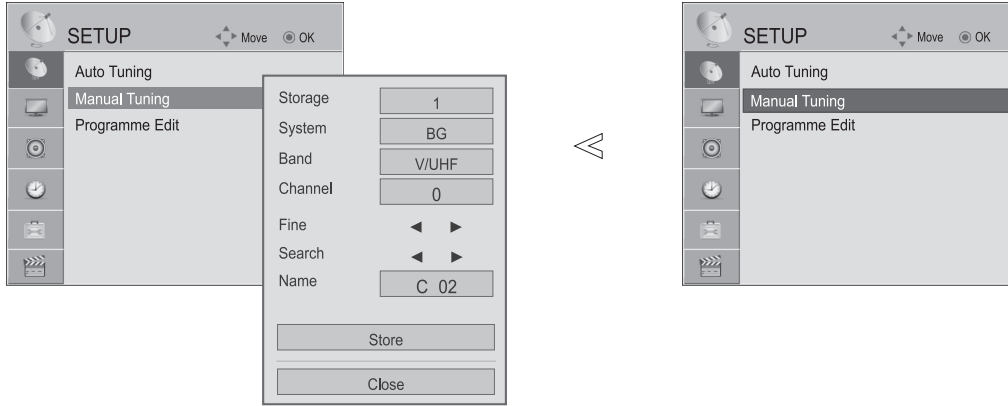 SETUP Move OK
Auto Tuning
Manual Tuning
Programme Edit
Storage 1
System BG
Band V/UHF
Channel 0
Fine ◄ ►
Search ◄ ►
Name C 02
Store
Close
SETUP Move OK
Auto Tuning
Manual Tuning
Programme Edit